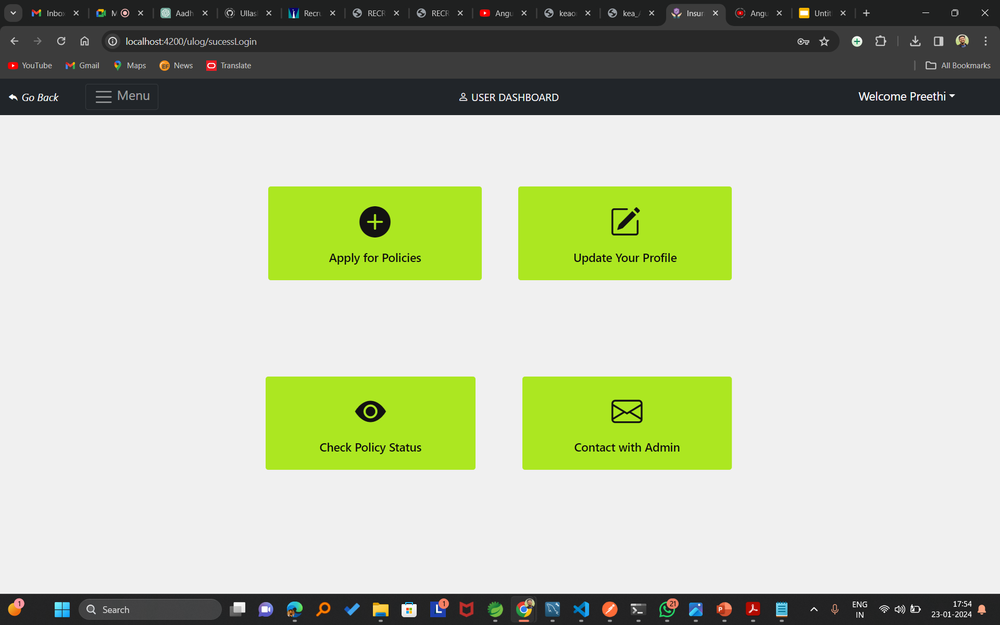 Inbox
M
Aadh
Ullas
Recru
RECR
RECR
Angu
keao
kea_A
Insur
Angu
Untit
localhost:4200/ulog/sucessLogin
YouTube
Gmail
Maps
EF
News
Translate
All Bookmarks
Go Back
Menu
USER DASHBOARD
Welcome Preethi
Apply for Policies
Update Your Profile
Check Policy Status
Contact with Admin
1
Search
L
1
P
21
ENG
IN
17:54
23-01-2024